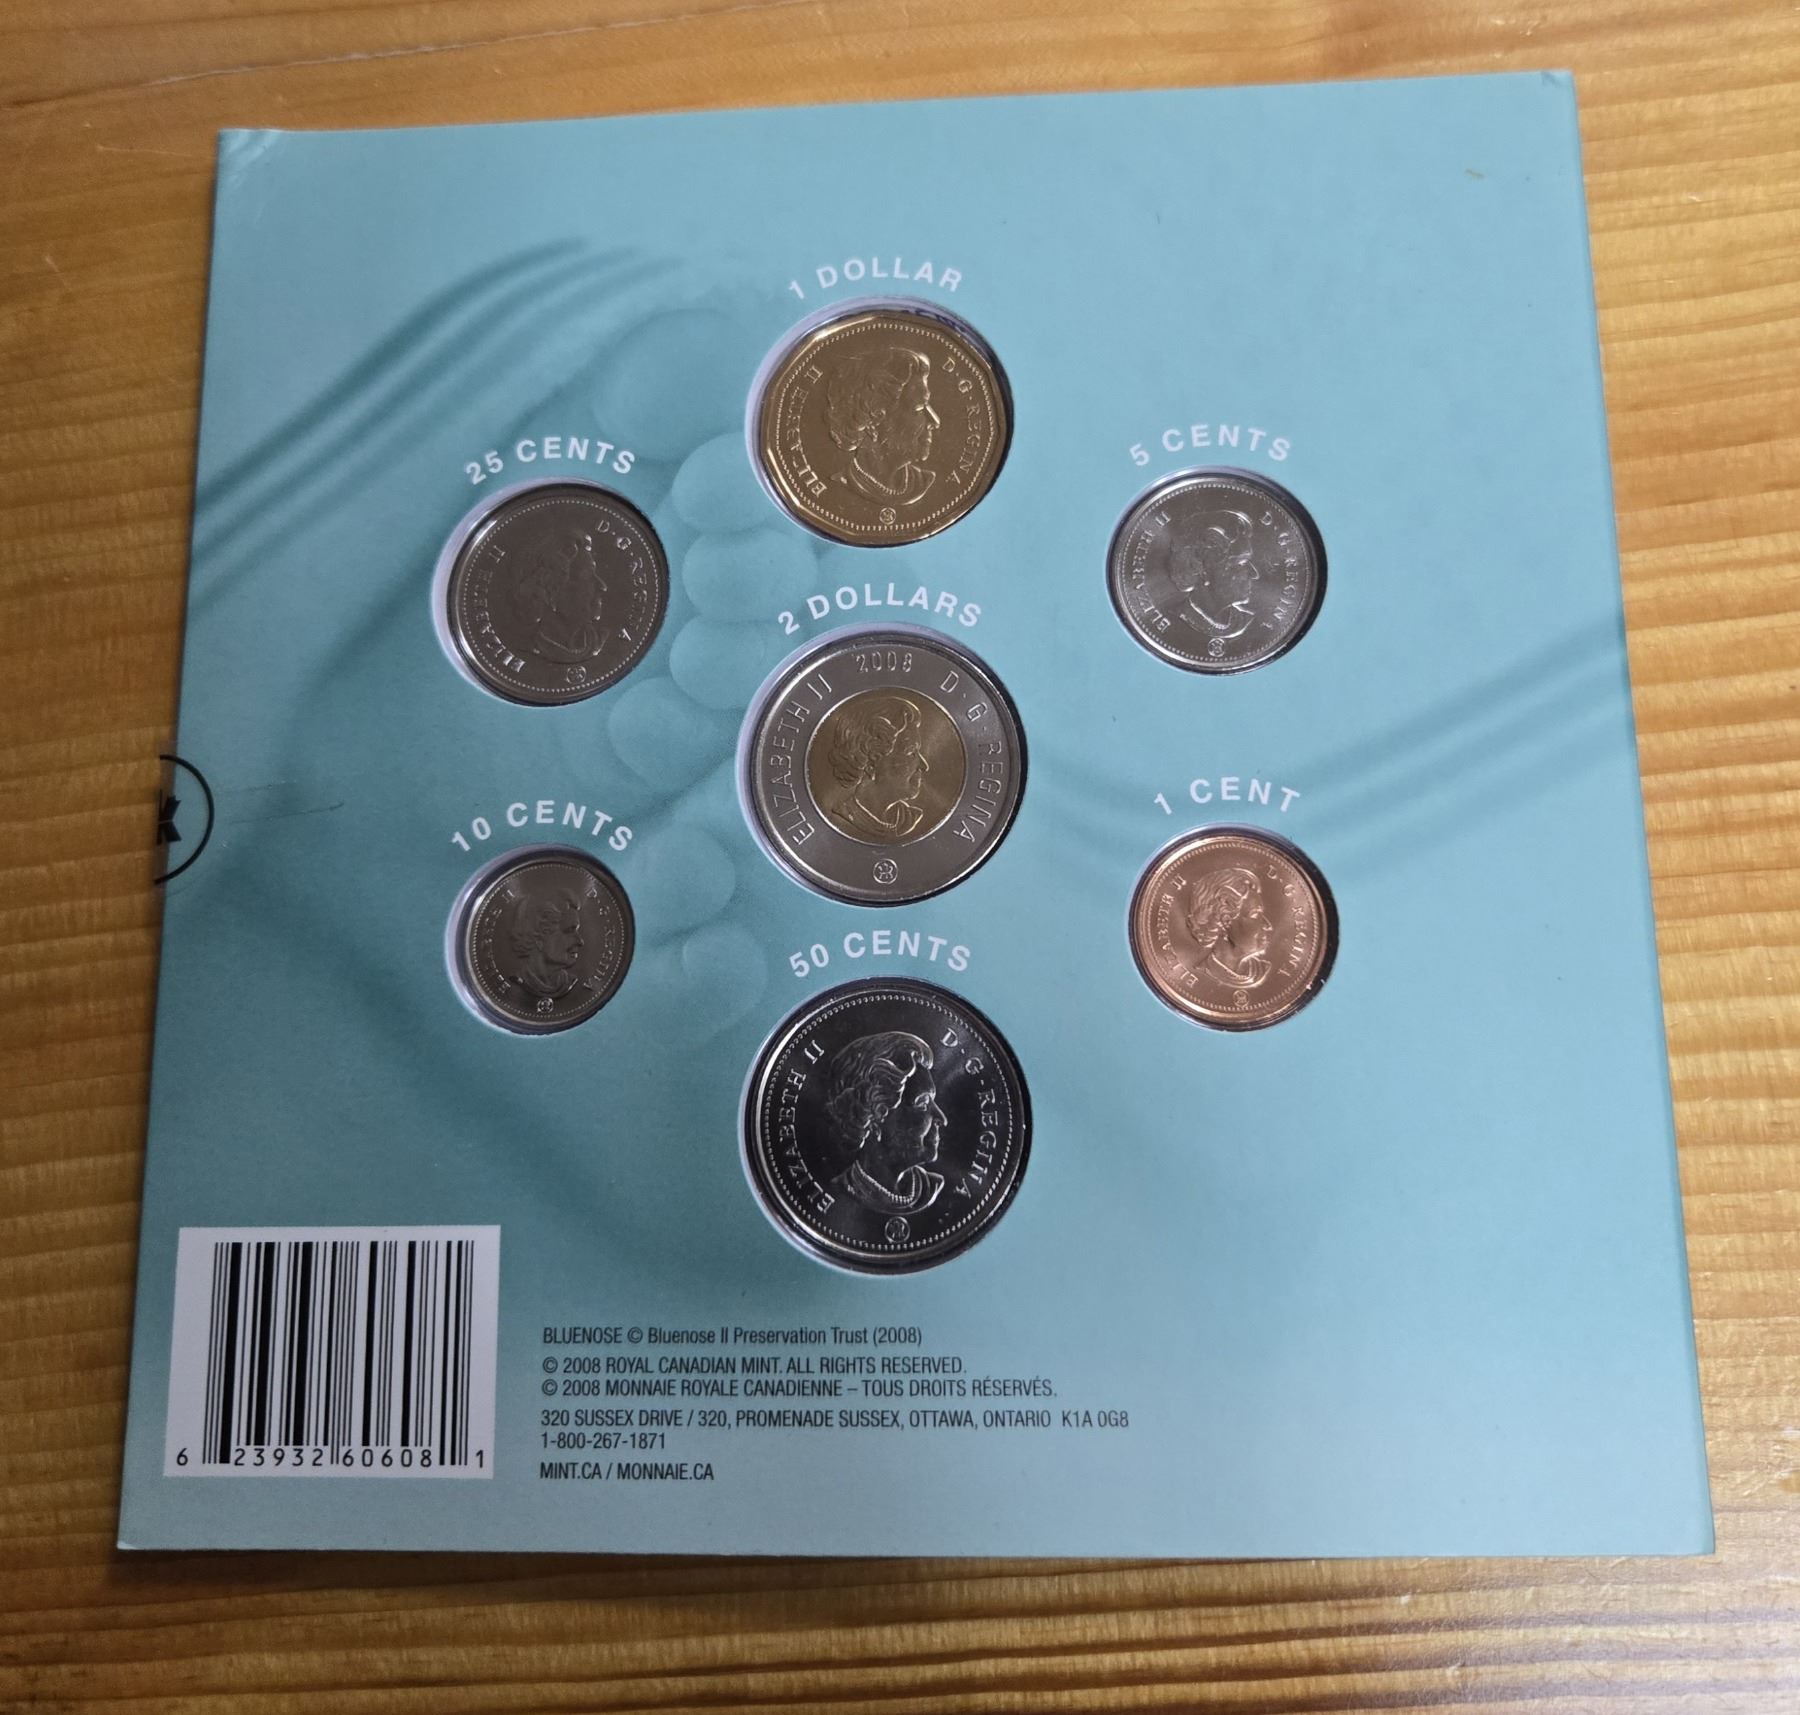 1 DOLLAR
ELIZABETH II D·G·REGINA
25 CENTS
ELIZABETH II D·G·REGINA
5 CENTS
ELIZABETH II D·G·REGINA
2 DOLLARS
ELIZABETH II 2008 D·G·REGINA
10 CENTS
ELIZABETH II D·G·REGINA
1 CENT
ELIZABETH II D·G·REGINA
50 CENTS
ELIZABETH II D·G·REGINA
6 23932 60608 1
BLUENOSE © Bluenose II Preservation Trust (2008)
© 2008 ROYAL CANADIAN MINT. ALL RIGHTS RESERVED.
© 2008 MONNAIE ROYALE CANADIENNE – TOUS DROITS RÉSERVÉS.
320 SUSSEX DRIVE / 320, PROMENADE SUSSEX, OTTAWA, ONTARIO K1A 0G8
1-800-267-1871
MINT.CA / MONNAIE.CA